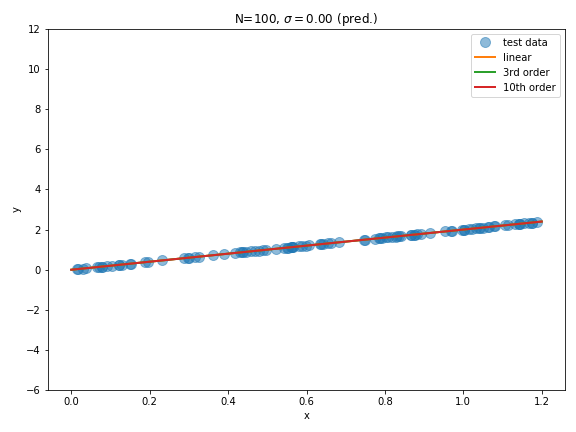 N=100, σ = 0.00 (pred.)
test data
linear
3rd order
10th order
12
10
8
6
4
2
0
−2
−4
−6
y
0.0 0.2 0.4 0.6 0.8 1.0 1.2
x